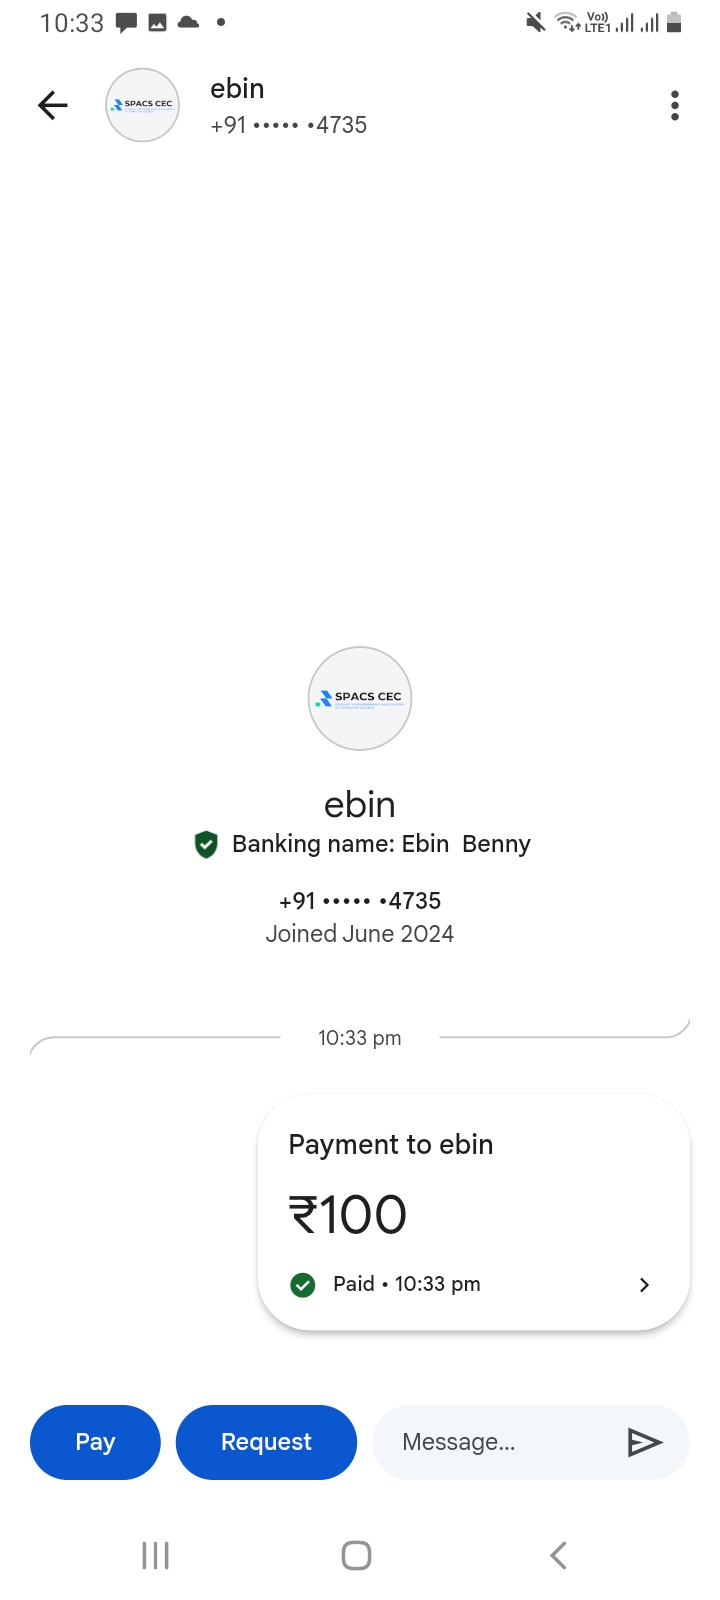 10:33
Vo))
LTE1
SPACS CEC
ebin
+91 ••••• •4735
SPACS CEC
ebin
Banking name: Ebin  Benny
+91 ••••• •4735
Joined June 2024
10:33 pm
Payment to ebin
₹100
Paid • 10:33 pm
Pay
Request
Message...